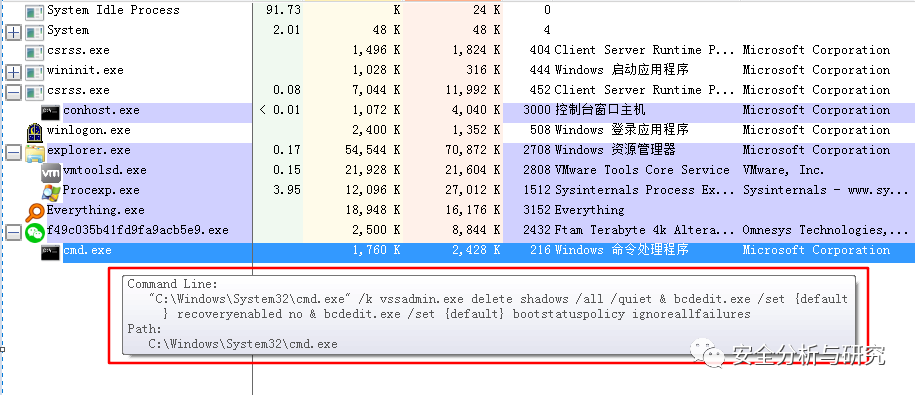 System Idle Process 91.73 K 24 K 0
System 2.01 48 K 48 K 4
csrss.exe 1,496 K 1,824 K 404 Client Server Runtime P... Microsoft Corporation
wininit.exe 1,028 K 316 K 444 Windows 启动应用程序 Microsoft Corporation
csrss.exe 0.08 7,044 K 11,992 K 452 Client Server Runtime P... Microsoft Corporation
conhost.exe < 0.01 1,072 K 4,040 K 3000 控制台窗口主机 Microsoft Corporation
winlogon.exe 2,400 K 1,352 K 508 Windows 登录应用程序 Microsoft Corporation
explorer.exe 0.17 54,544 K 70,872 K 2708 Windows 资源管理器 Microsoft Corporation
vmtoolsd.exe 0.15 21,928 K 21,604 K 2808 VMware Tools Core Service VMware, Inc.
Procexp.exe 3.95 12,096 K 27,012 K 1512 Sysinternals Process Ex... Sysinternals - www.sy...
Everything.exe 18,948 K 16,176 K 3152 Everything
f49c035b41fd9fa9acb5e9.exe 2,500 K 8,844 K 2432 Ftam Terabyte 4k Altera... Omnesys Technologies,...
cmd.exe 1,760 K 2,428 K 216 Windows 命令处理程序 Microsoft Corporation
Command Line:
"C:\Windows\System32\cmd.exe" /k vssadmin.exe delete shadows /all /quiet & bcdedit.exe /set {default
} recoveryenabled no & bcdedit.exe /set {default} bootstatuspolicy ignoreallfailures
Path:
C:\Windows\System32\cmd.exe
安全分析与研究